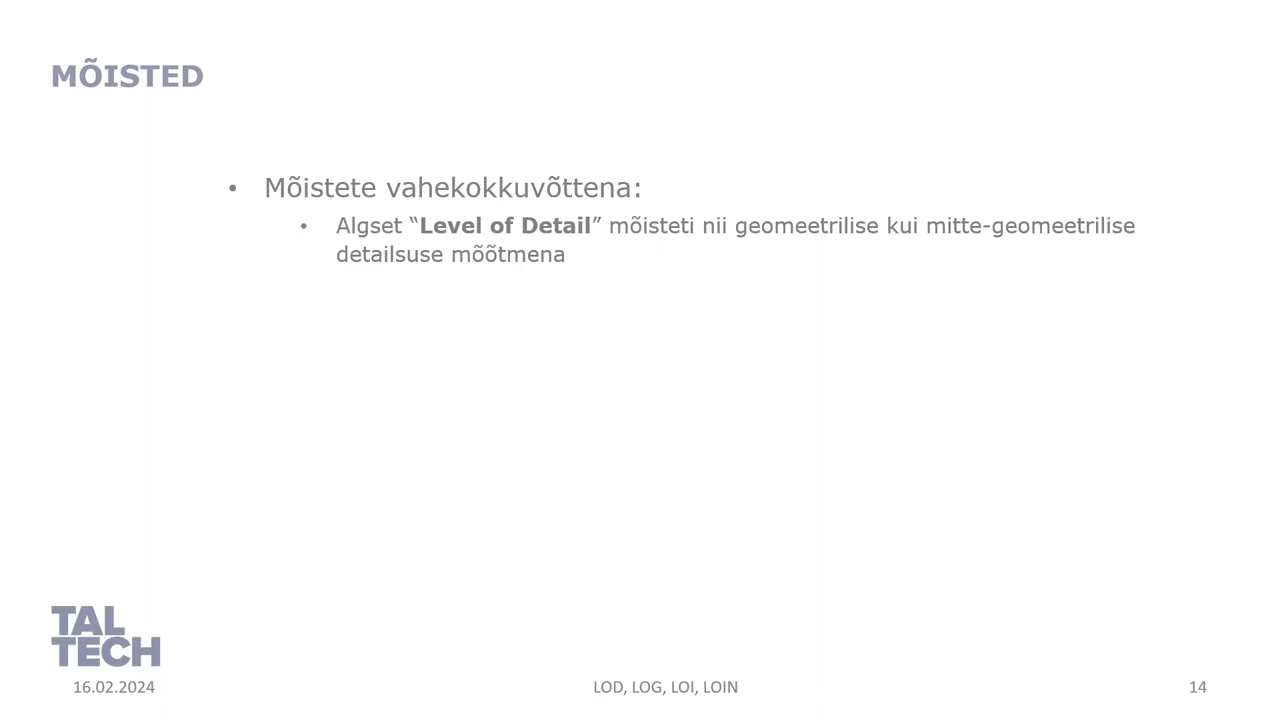 MÕISTED
• Mõistete vahekokkuvõttena:
• Algset “Level of Detail” mõisteti nii geomeetrilise kui mitte-geomeetrilise
detailsuse mõõtmena
TAL
TECH
16.02.2024
LOD, LOG, LOI, LOIN
14